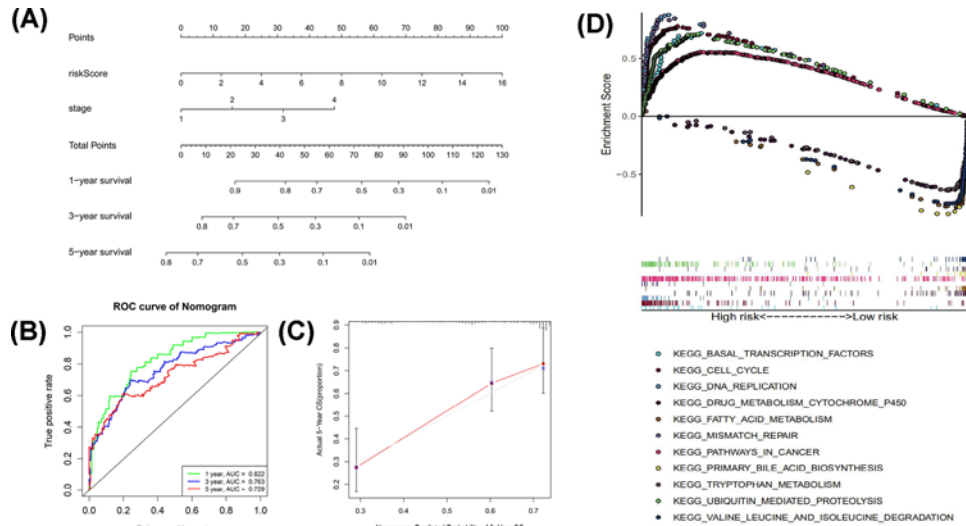 (A)
Points
0 10 20 30 40 50 60 70 80 90 100
riskScore
0 2 4 6 8 10 12 14 16
stage
2 4
1 3
Total Points
0 10 20 30 40 50 60 70 80 90 100 110 120 130
1-year survival
0.9 0.8 0.7 0.5 0.3 0.1 0.01
3-year survival
0.8 0.7 0.5 0.3 0.1 0.01
5-year survival
0.8 0.7 0.5 0.3 0.1 0.01
(B)
ROC curve of Nomogram
True positive rate
1.0
0.8
0.6
0.4
0.2
0.0
0.0 0.2 0.4 0.6 0.8 1.0
1 year, AUC = 0.822
3 year, AUC = 0.763
5 year, AUC = 0.729
(C)
Actual 5-Year OS(proportion)
0.9
0.8
0.7
0.6
0.5
0.4
0.3
0.2
0.3 0.4 0.5 0.6 0.7
(D)
Enrichment Score
0.5
0.0
-0.5
High risk<----------->Low risk
KEGG_BASAL_TRANSCRIPTION_FACTORS
KEGG_CELL_CYCLE
KEGG_DNA_REPLICATION
KEGG_DRUG_METABOLISM_CYTOCHROME_P450
KEGG_FATTY_ACID_METABOLISM
KEGG_MISMATCH_REPAIR
KEGG_PATHWAYS_IN_CANCER
KEGG_PRIMARY_BILE_ACID_BIOSYNTHESIS
KEGG_TRYPTOPHAN_METABOLISM
KEGG_UBIQUITIN_MEDIATED_PROTEOLYSIS
KEGG_VALINE_LEUCINE_AND_ISOLEUCINE_DEGRADATION